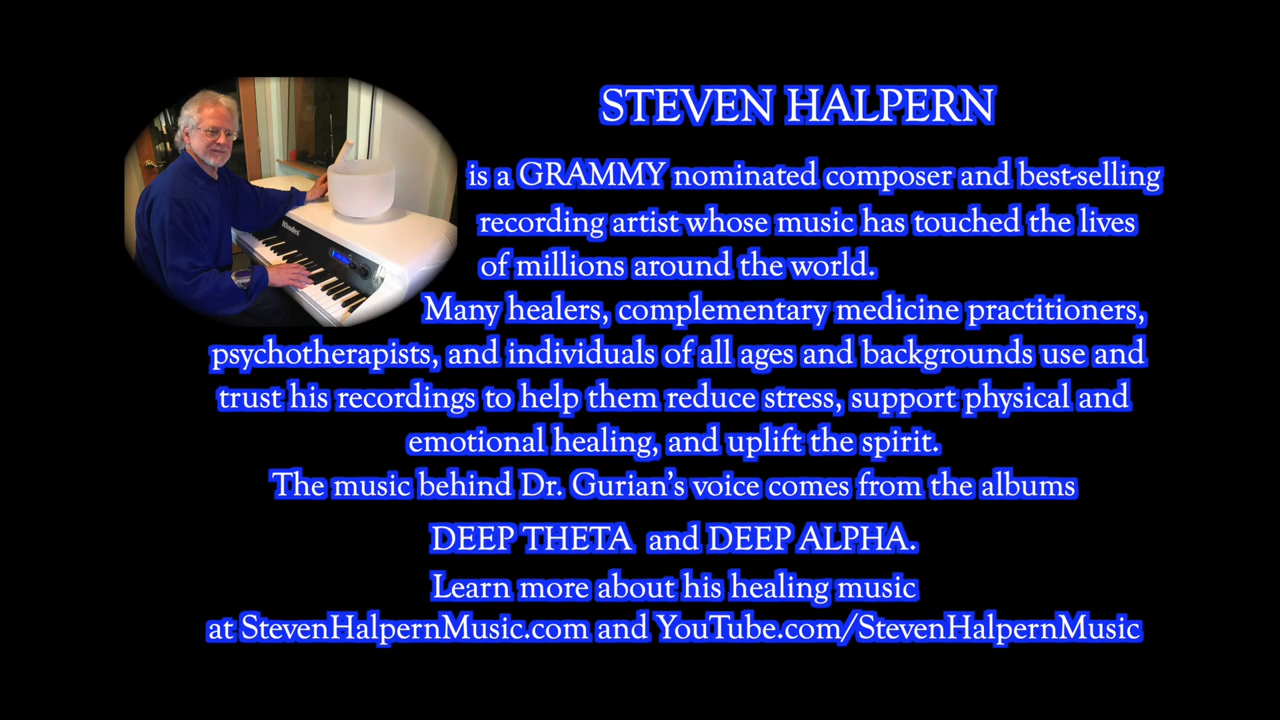 STEVEN HALPERN
is a GRAMMY nominated composer and best-selling
recording artist whose music has touched the lives
of millions around the world.
Many healers, complementary medicine practitioners,
psychotherapists, and individuals of all ages and backgrounds use and
trust his recordings to help them reduce stress, support physical and
emotional healing, and uplift the spirit.
The music behind Dr. Gurian's voice comes from the albums
DEEP THETA and DEEP ALPHA.
Learn more about his healing music
at StevenHalpernMusic.com and YouTube.com/StevenHalpernMusic
Rhodes